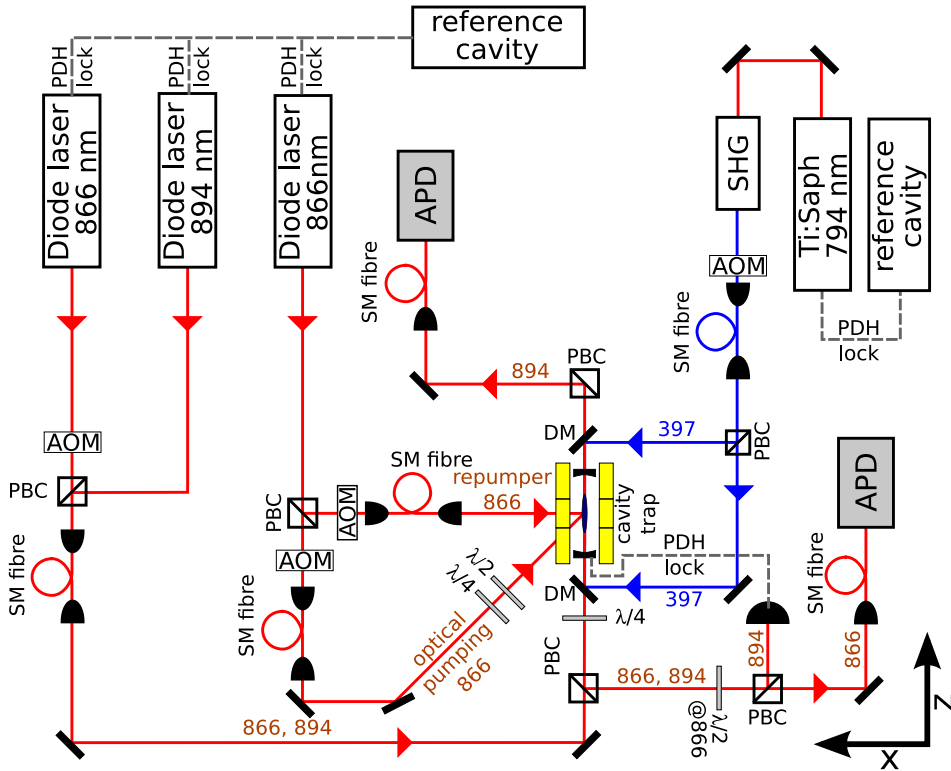 reference
cavity
PDH
lock
PDH
lock
PDH
lock
Diode laser
866 nm
Diode laser
894 nm
Diode laser
866nm
APD
SHG
Ti:Saph
794 nm
reference
cavity
AOM
SM fibre
SM fibre
PDH
lock
PBC
894
DM
397
PBC
AOM
PBC
SM fibre
repumper
866
cavity
trap
APD
PBC
AOM
AOM
PDH
lock
SM fibre
SM fibre
λ/2
λ/4
DM
397
λ/4
SM fibre
optical
pumping
866
PBC
894
866
866, 894
λ/2
@866
PBC
866, 894
Z
X